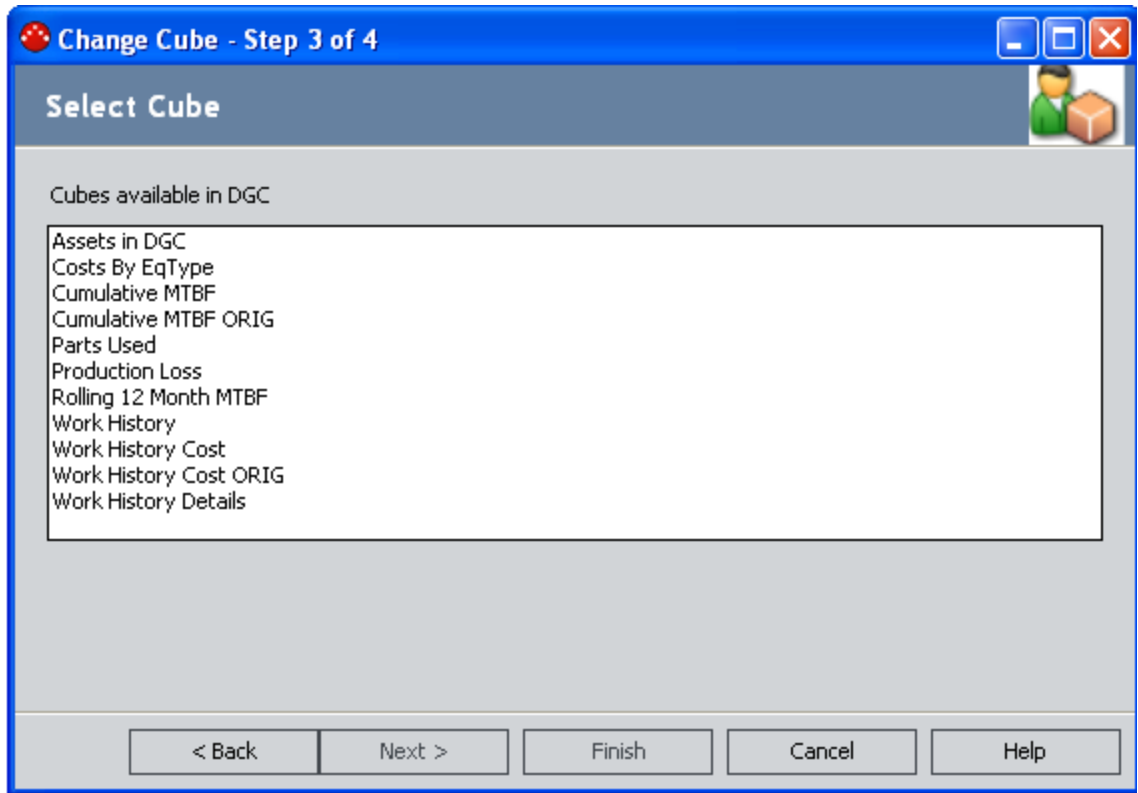 Change Cube - Step 3 of 4
Select Cube
Cubes available in DGC
Assets in DGC
Costs By EqType
Cumulative MTBF
Cumulative MTBF ORIG
Parts Used
Production Loss
Rolling 12 Month MTBF
Work History
Work History Cost
Work History Cost ORIG
Work History Details
< Back Next > Finish Cancel Help